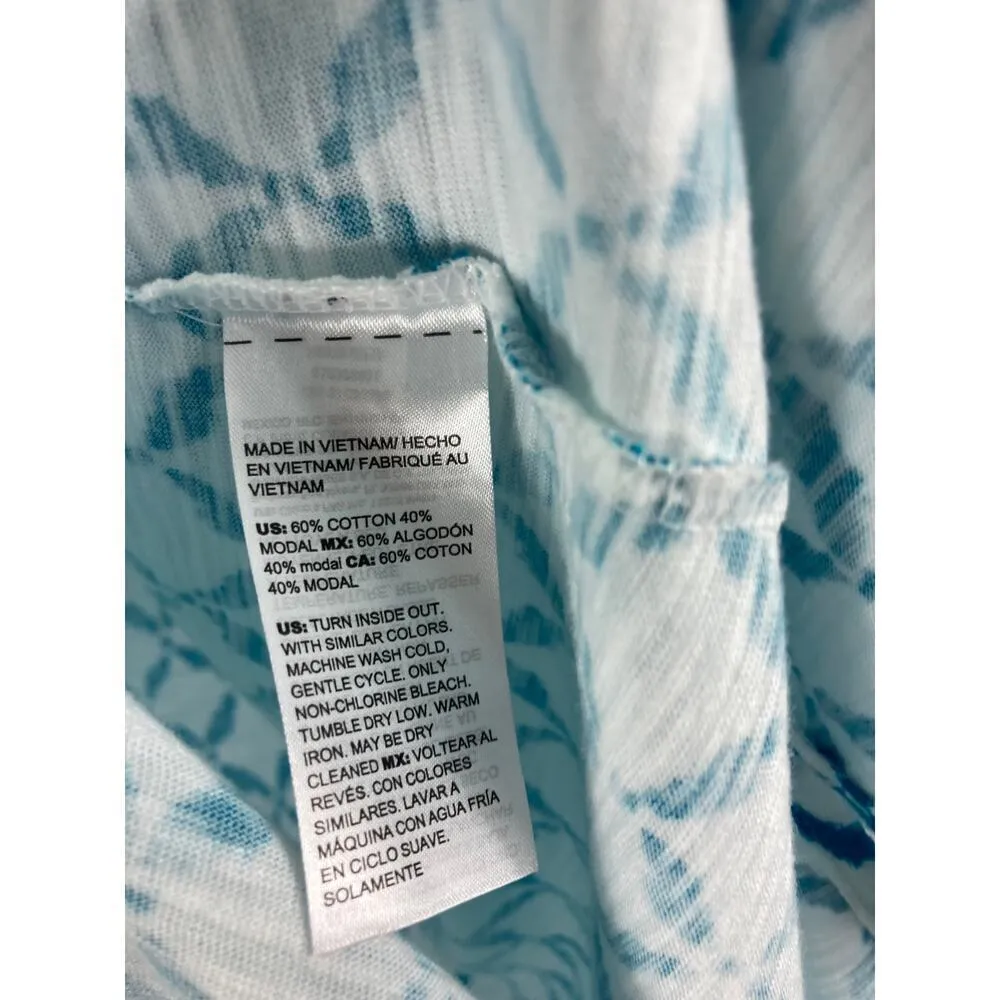 MADE IN VIETNAM/ HECHO
EN VIETNAM/ FABRIQUÉ AU
VIETNAM
US: 60% COTTON 40%
MODAL MX: 60% ALGODÓN
40% modal CA: 60% COTON
40% MODAL
US: TURN INSIDE OUT.
WITH SIMILAR COLORS.
MACHINE WASH COLD,
GENTLE CYCLE. ONLY
NON-CHLORINE BLEACH.
TUMBLE DRY LOW. WARM
IRON. MAY BE DRY
CLEANED MX: VOLTEAR AL
REVÉS. CON COLORES
SIMILARES. LAVAR A
MÁQUINA CON AGUA FRÍA
EN CICLO SUAVE.
SOLAMENTE